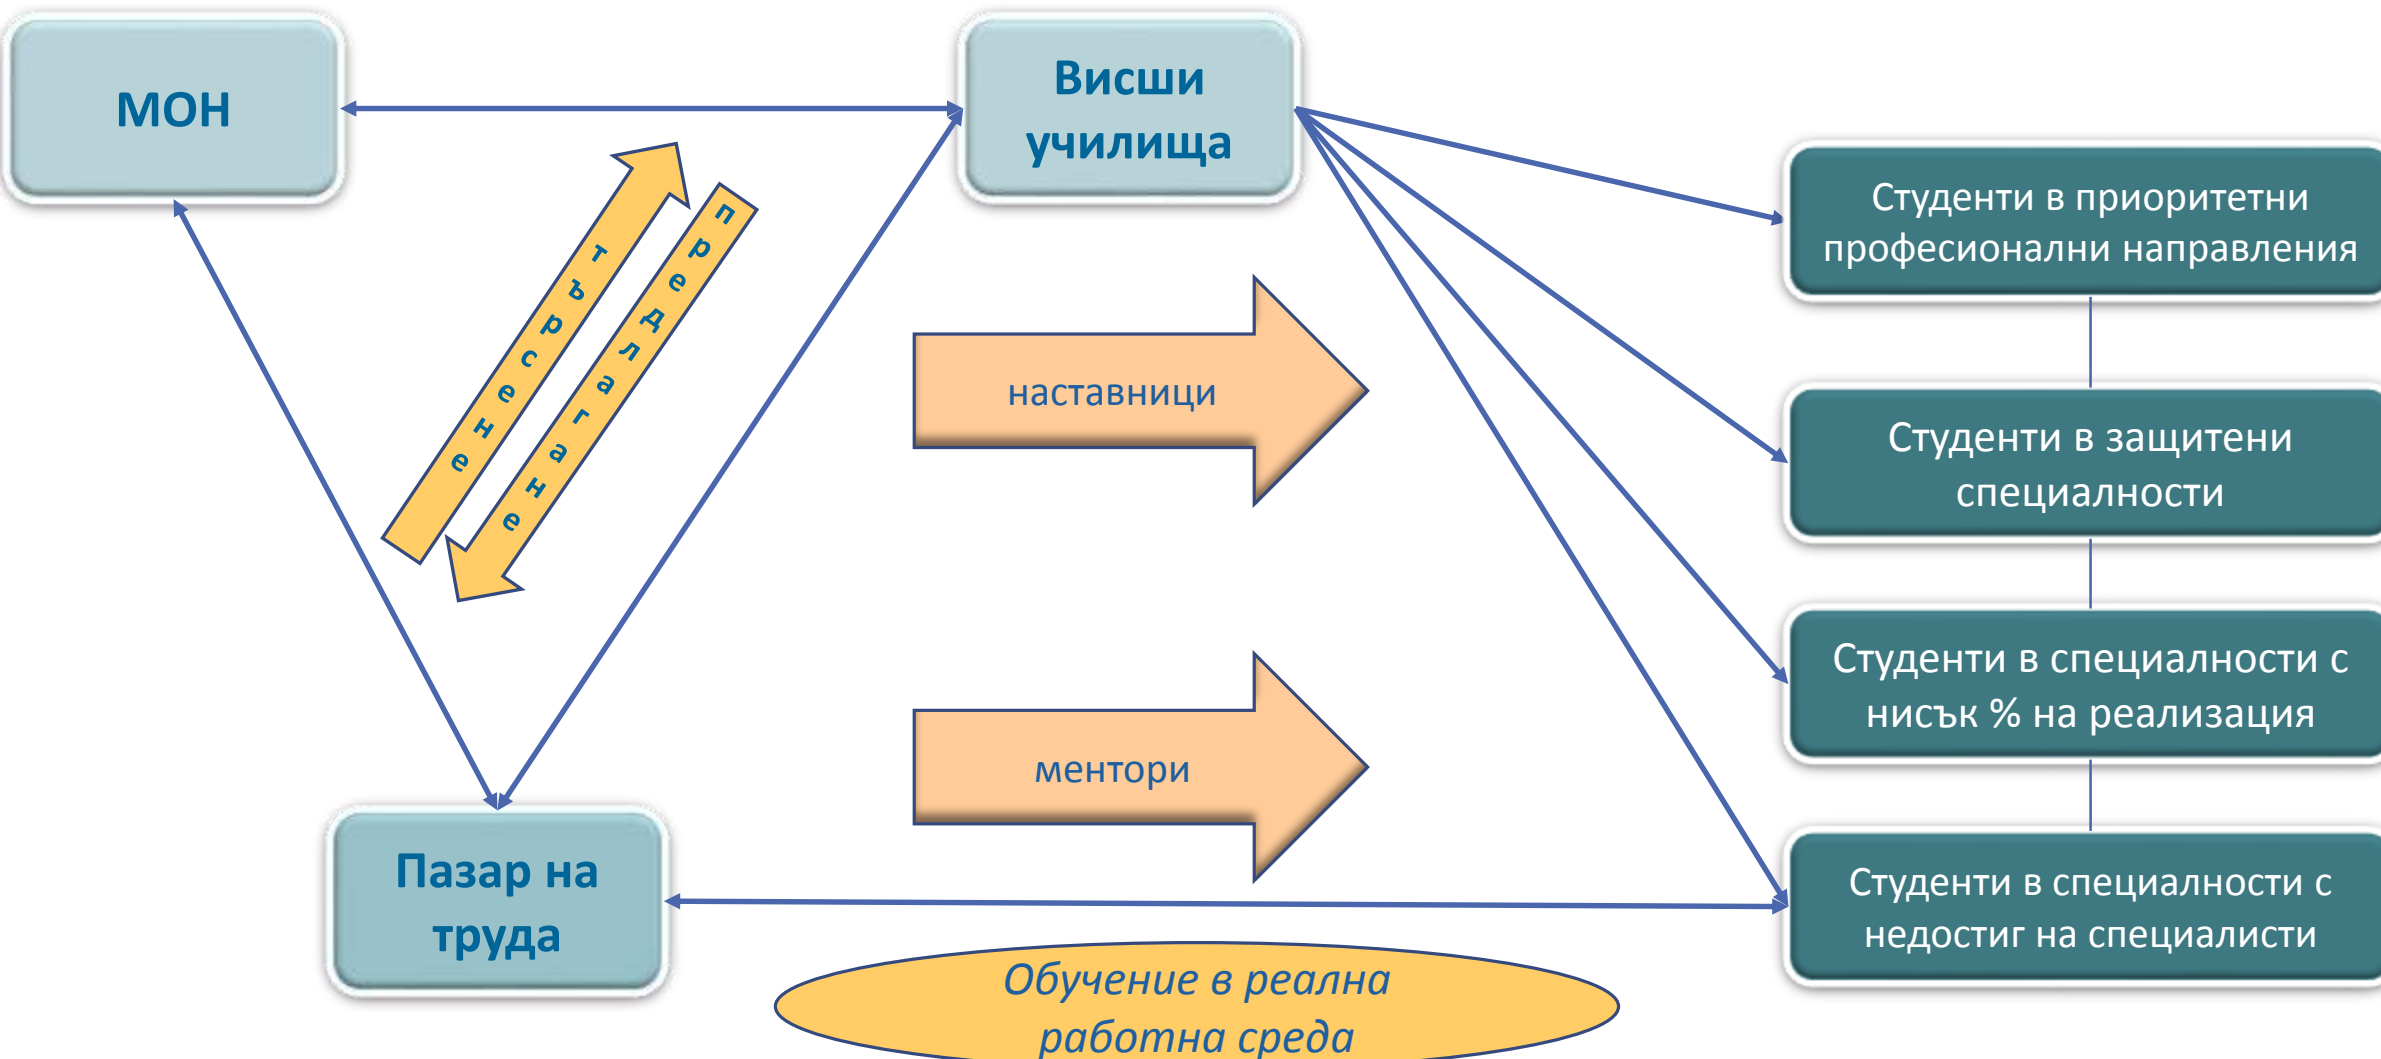 МОН
Висши
училища
Студенти в приоритетни
професионални направления
търсене
предлагане
наставници
Студенти в защитени
специалности
Студенти в специалности с
нисък % на реализация
ментори
Пазар на
труда
Студенти в специалности с
недостиг на специалисти
Обучение в реална
работна среда